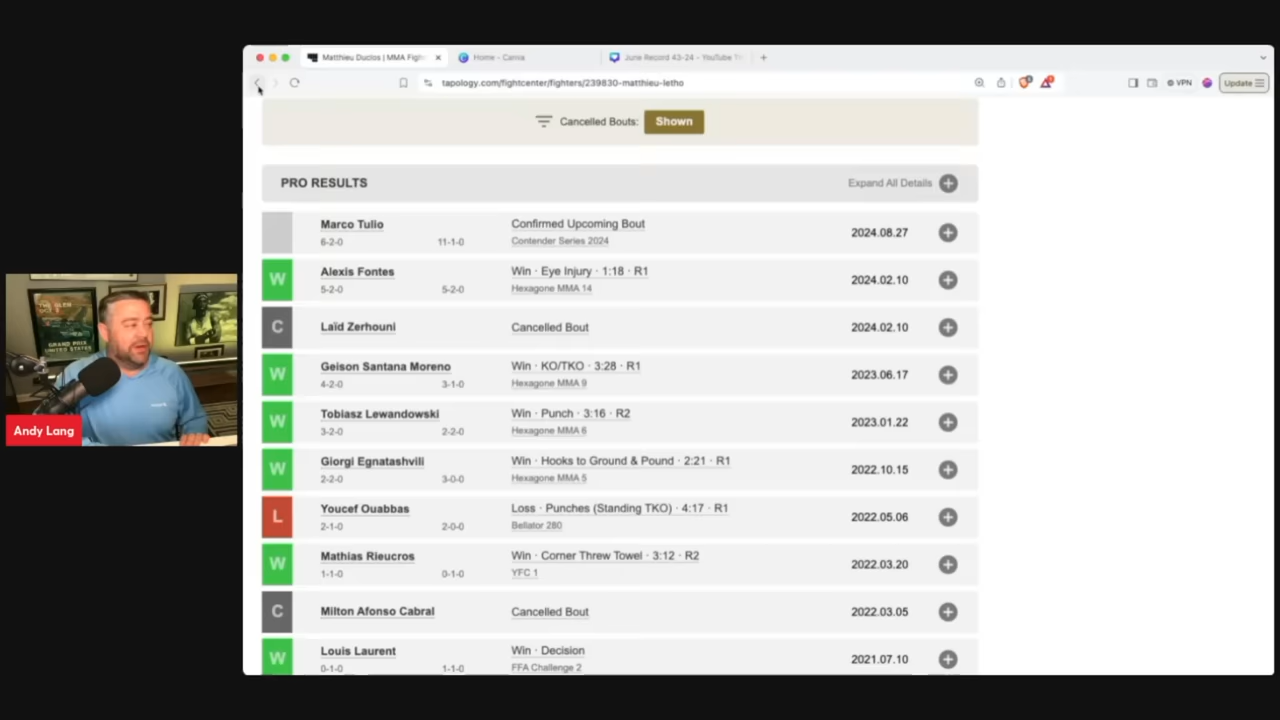 Matthieu Duclos | MMA Fight
Home - Canva
June Record 43-24 - YouTube
tapology.com/fightcenter/fighters/239830-matthieu-letho
VPN
Update
Cancelled Bouts: Shown
PRO RESULTS
Expand All Details
Marco Tulio
Confirmed Upcoming Bout
2024.08.27
6-2-0
11-1-0
Contender Series 2024
W
Alexis Fontes
Win · Eye Injury · 1:18 · R1
2024.02.10
5-2-0
5-2-0
Hexagone MMA 14
C
Laïd Zerhouni
Cancelled Bout
2024.02.10
W
Geison Santana Moreno
Win · KO/TKO · 3:28 · R1
2023.06.17
4-2-0
3-1-0
Hexagone MMA 9
W
Tobiasz Lewandowski
Win · Punch · 3:16 · R2
2023.01.22
3-2-0
2-2-0
Hexagone MMA 6
W
Giorgi Egnatashvili
Win · Hooks to Ground & Pound · 2:21 · R1
2022.10.15
2-2-0
3-0-0
Hexagone MMA 5
L
Youcef Ouabbas
Loss · Punches (Standing TKO) · 4:17 · R1
2022.05.06
2-1-0
2-0-0
Bellator 280
W
Mathias Rieucros
Win · Corner Threw Towel · 3:12 · R2
2022.03.20
1-1-0
0-1-0
YFC 1
C
Milton Afonso Cabral
Cancelled Bout
2022.03.05
W
Louis Laurent
Win · Decision
2021.07.10
0-1-0
1-1-0
FFA Challenge 2
GRAND PRIX
UNITED STATES
Andy Lang